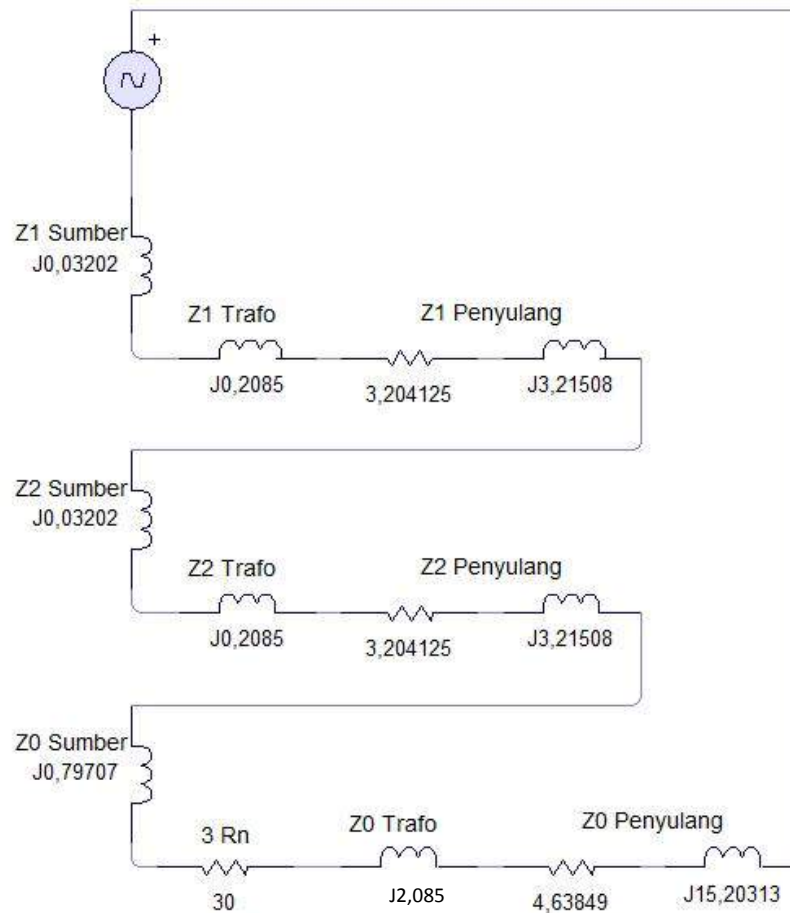 +
Z1 Sumber
J0,03202
Z1 Trafo
Z1 Penyulang
J0,2085
3,204125
J3,21508
Z2 Sumber
J0,03202
Z2 Trafo
Z2 Penyulang
J0,2085
3,204125
J3,21508
Z0 Sumber
J0,79707
3 Rn
Z0 Trafo
Z0 Penyulang
30
J2,085
4,63849
J15,20313